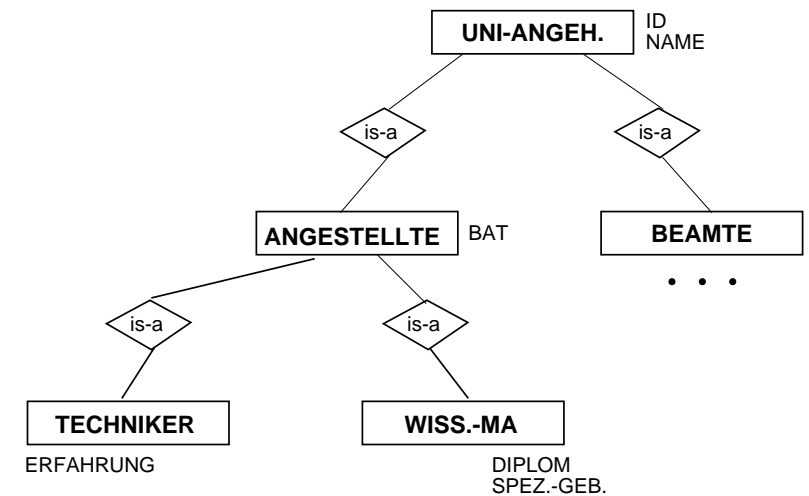 UNI-ANGEH.
ID
NAME
is-a
is-a
ANGESTELLTE
BAT
BEAMTE
• • •
is-a
is-a
TECHNIKER
WISS.-MA
ERFAHRUNG
DIPLOM
SPEZ.-GEB.